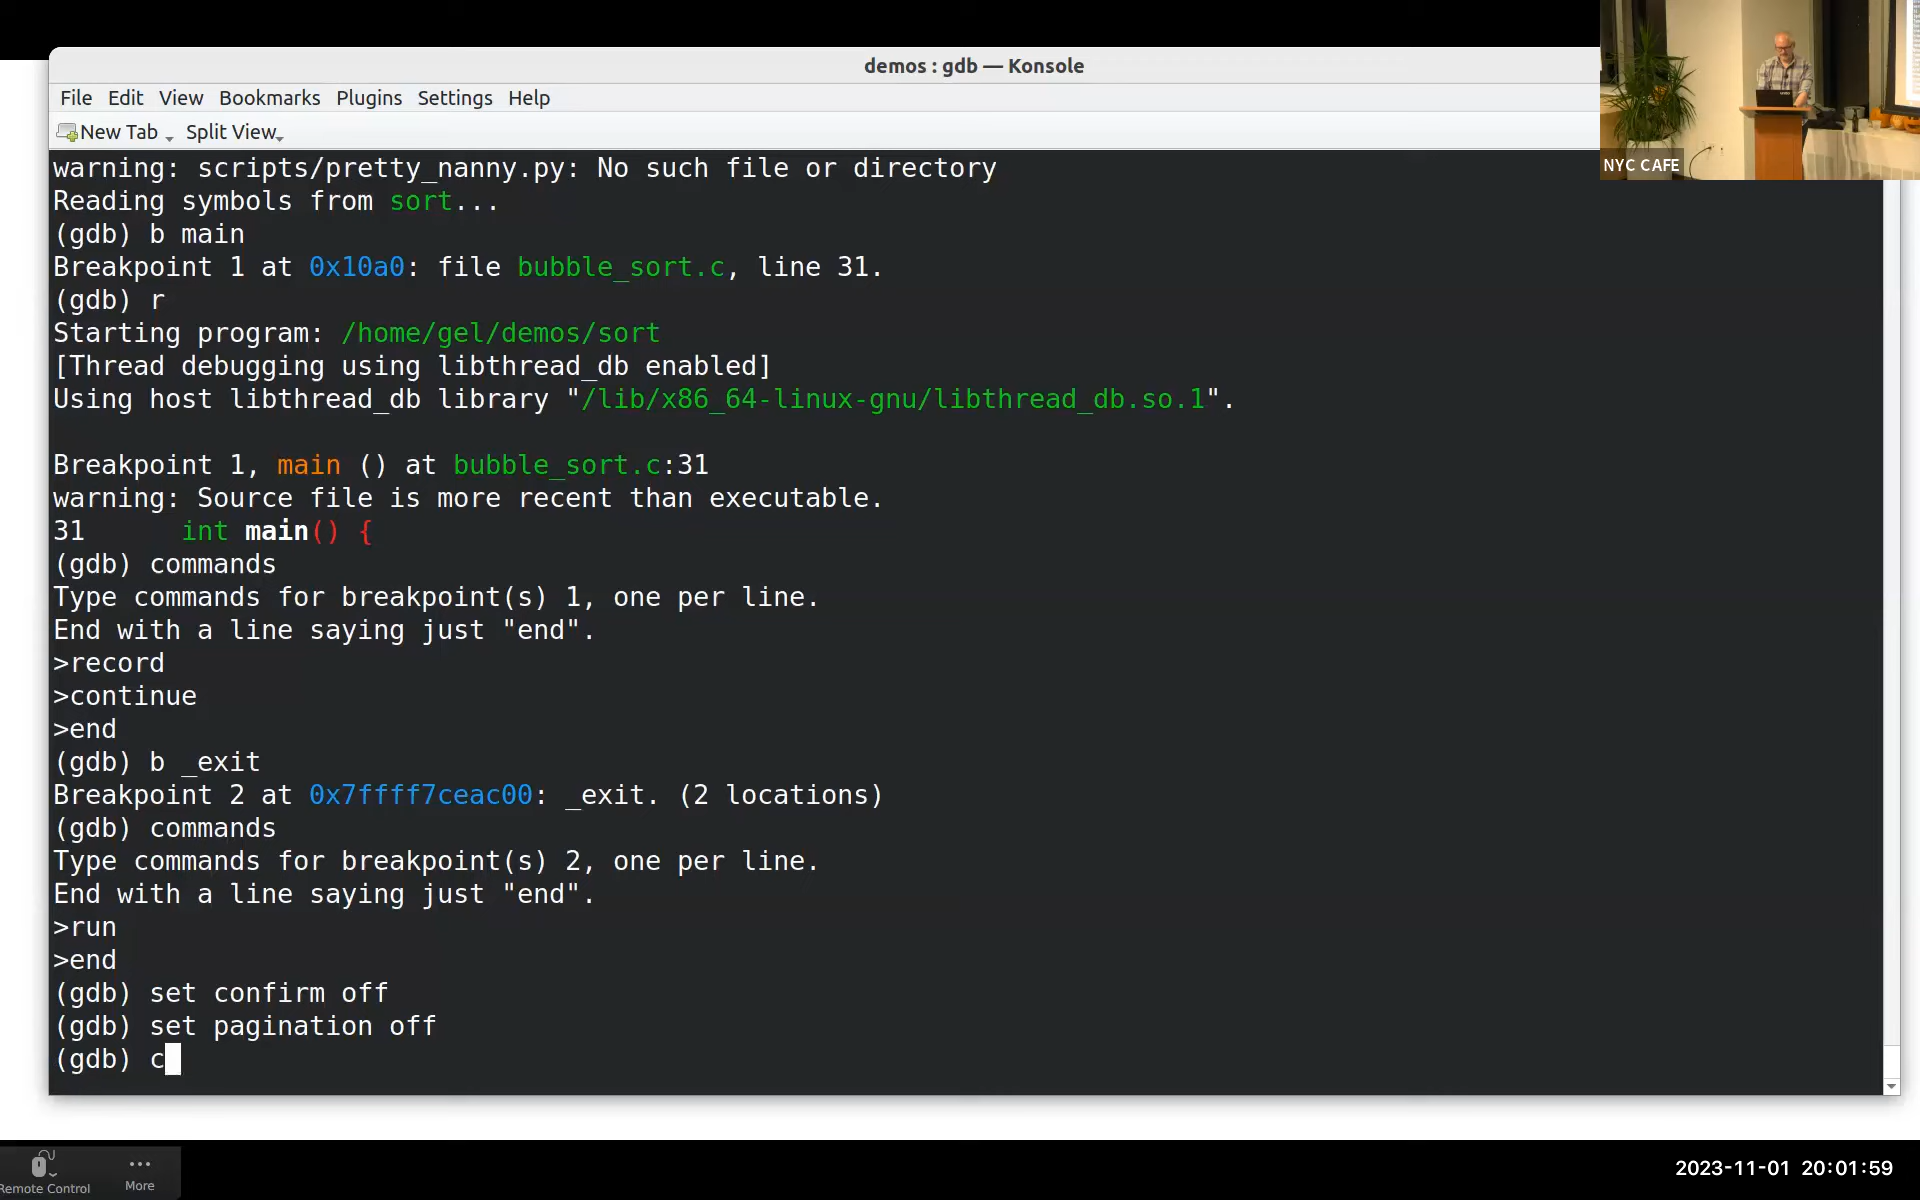 demos : gdb — Konsole
File Edit View Bookmarks Plugins Settings Help
New Tab Split View
NYC CAFE
warning: scripts/pretty_nanny.py: No such file or directory
Reading symbols from sort...
(gdb) b main
Breakpoint 1 at 0x10a0: file bubble_sort.c, line 31.
(gdb) r
Starting program: /home/gel/demos/sort
[Thread debugging using libthread_db enabled]
Using host libthread_db library "/lib/x86_64-linux-gnu/libthread_db.so.1".
Breakpoint 1, main () at bubble_sort.c:31
warning: Source file is more recent than executable.
31      int main() {
(gdb) commands
Type commands for breakpoint(s) 1, one per line.
End with a line saying just "end".
>record
>continue
>end
(gdb) b _exit
Breakpoint 2 at 0x7ffff7ceac00: _exit. (2 locations)
(gdb) commands
Type commands for breakpoint(s) 2, one per line.
End with a line saying just "end".
>run
>end
(gdb) set confirm off
(gdb) set pagination off
(gdb) c
Remote Control More
2023-11-01 20:01:59